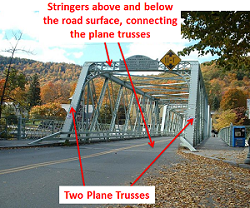 Stringers above and below
the road surface, connecting
the plane trusses
Two Plane Trusses